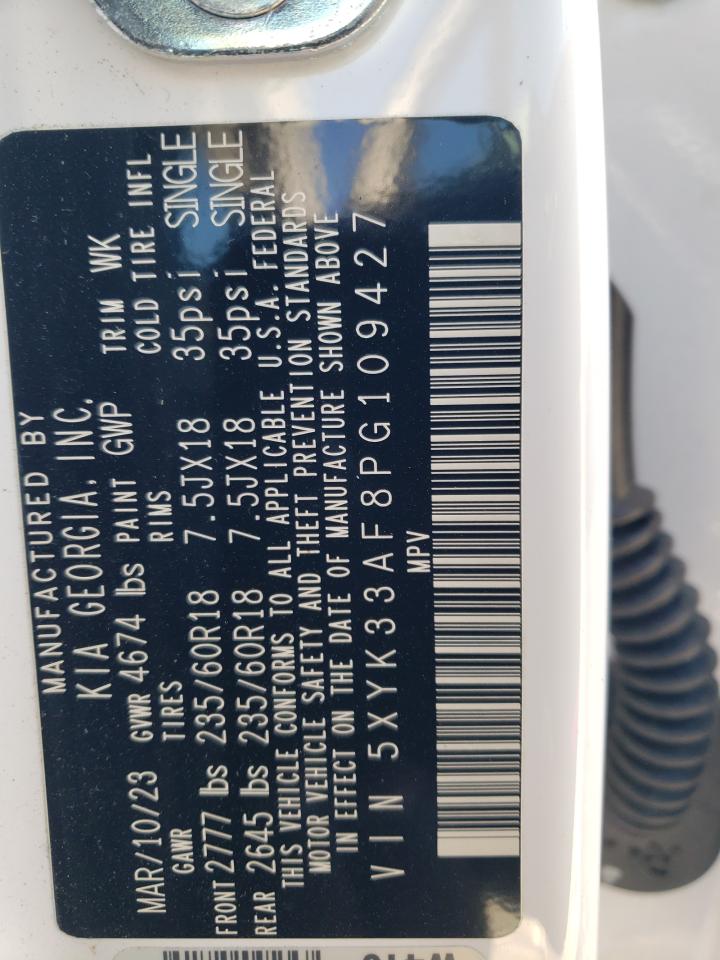 MANUFACTURED BY
KIA GEORGIA, INC.
MAR/10/23 GVWR 4674 lbs PAINT GWP TRIM WK
GAWR TIRES RIMS COLD TIRE INFL
FRONT 2777 lbs 235/60R18 7.5JX18 35psi SINGLE
REAR 2645 lbs 235/60R18 7.5JX18 35psi SINGLE
THIS VEHICLE CONFORMS TO ALL APPLICABLE U.S.A. FEDERAL
MOTOR VEHICLE SAFETY AND THEFT PREVENTION STANDARDS
IN EFFECT ON THE DATE OF MANUFACTURE SHOWN ABOVE
VIN 5XYK33AF8PG109427
MPV